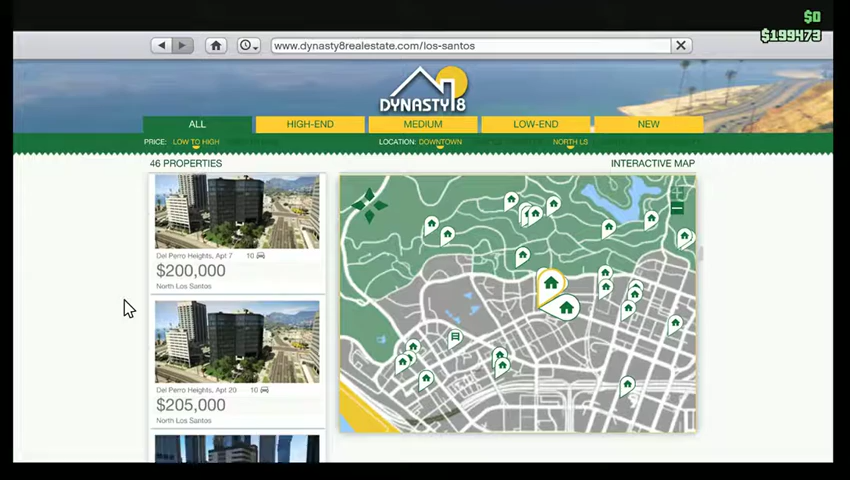 $0
$199473
www.dynasty8realestate.com/los-santos
DYNASTY8
ALL
HIGH-END
MEDIUM
LOW-END
NEW
PRICE: LOW TO HIGH
LOCATION: DOWNTOWN
NORTH LS
46 PROPERTIES
INTERACTIVE MAP
Del Perro Heights, Apt 7 10
$200,000
North Los Santos
Del Perro Heights, Apt 20 10
$205,000
North Los Santos